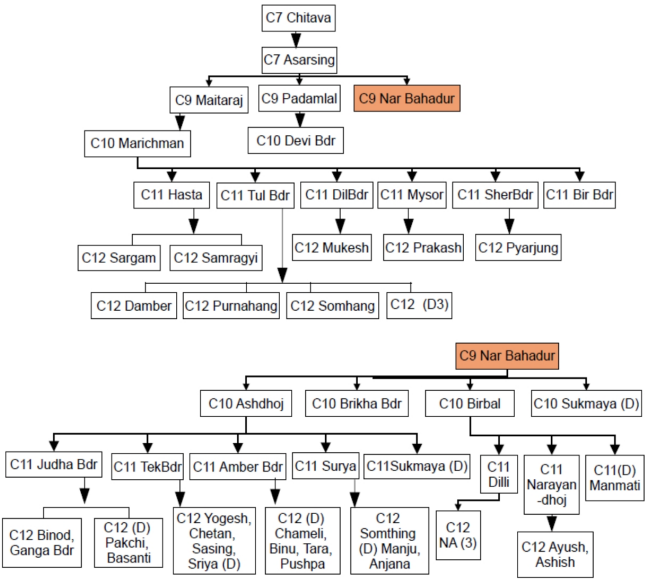 C7 Chitava
C7 Asarsing
C9 Maitaraj
C9 Padamlal
C9 Nar Bahadur
C10 Marichman
C10 Devi Bdr
C11 Hasta
C11 Tul Bdr
C11 DilBdr
C11 Mysor
C11 SherBdr
C11 Bir Bdr
C12 Sargam
C12 Samragyi
C12 Mukesh
C12 Prakash
C12 Pyarjung
C12 Damber
C12 Purnahang
C12 Somhang
C12 (D3)
C9 Nar Bahadur
C10 Ashdhoj
C10 Brikha Bdr
C10 Birbal
C10 Sukmaya (D)
C11 Judha Bdr
C11 TekBdr
C11 Amber Bdr
C11 Surya
C11Sukmaya (D)
C11
Dilli
C11
Narayan
-dhoj
C11(D)
Manmati
C12 Binod,
Ganga Bdr
C12 (D)
Pakchi,
Basanti
C12 Yogesh,
Chetan,
Sasing,
Sriya (D)
C12 (D)
Chameli,
Binu, Tara,
Pushpa
C12
Somthing
(D) Manju,
Anjana
C12
NA (3)
C12 Ayush,
Ashish